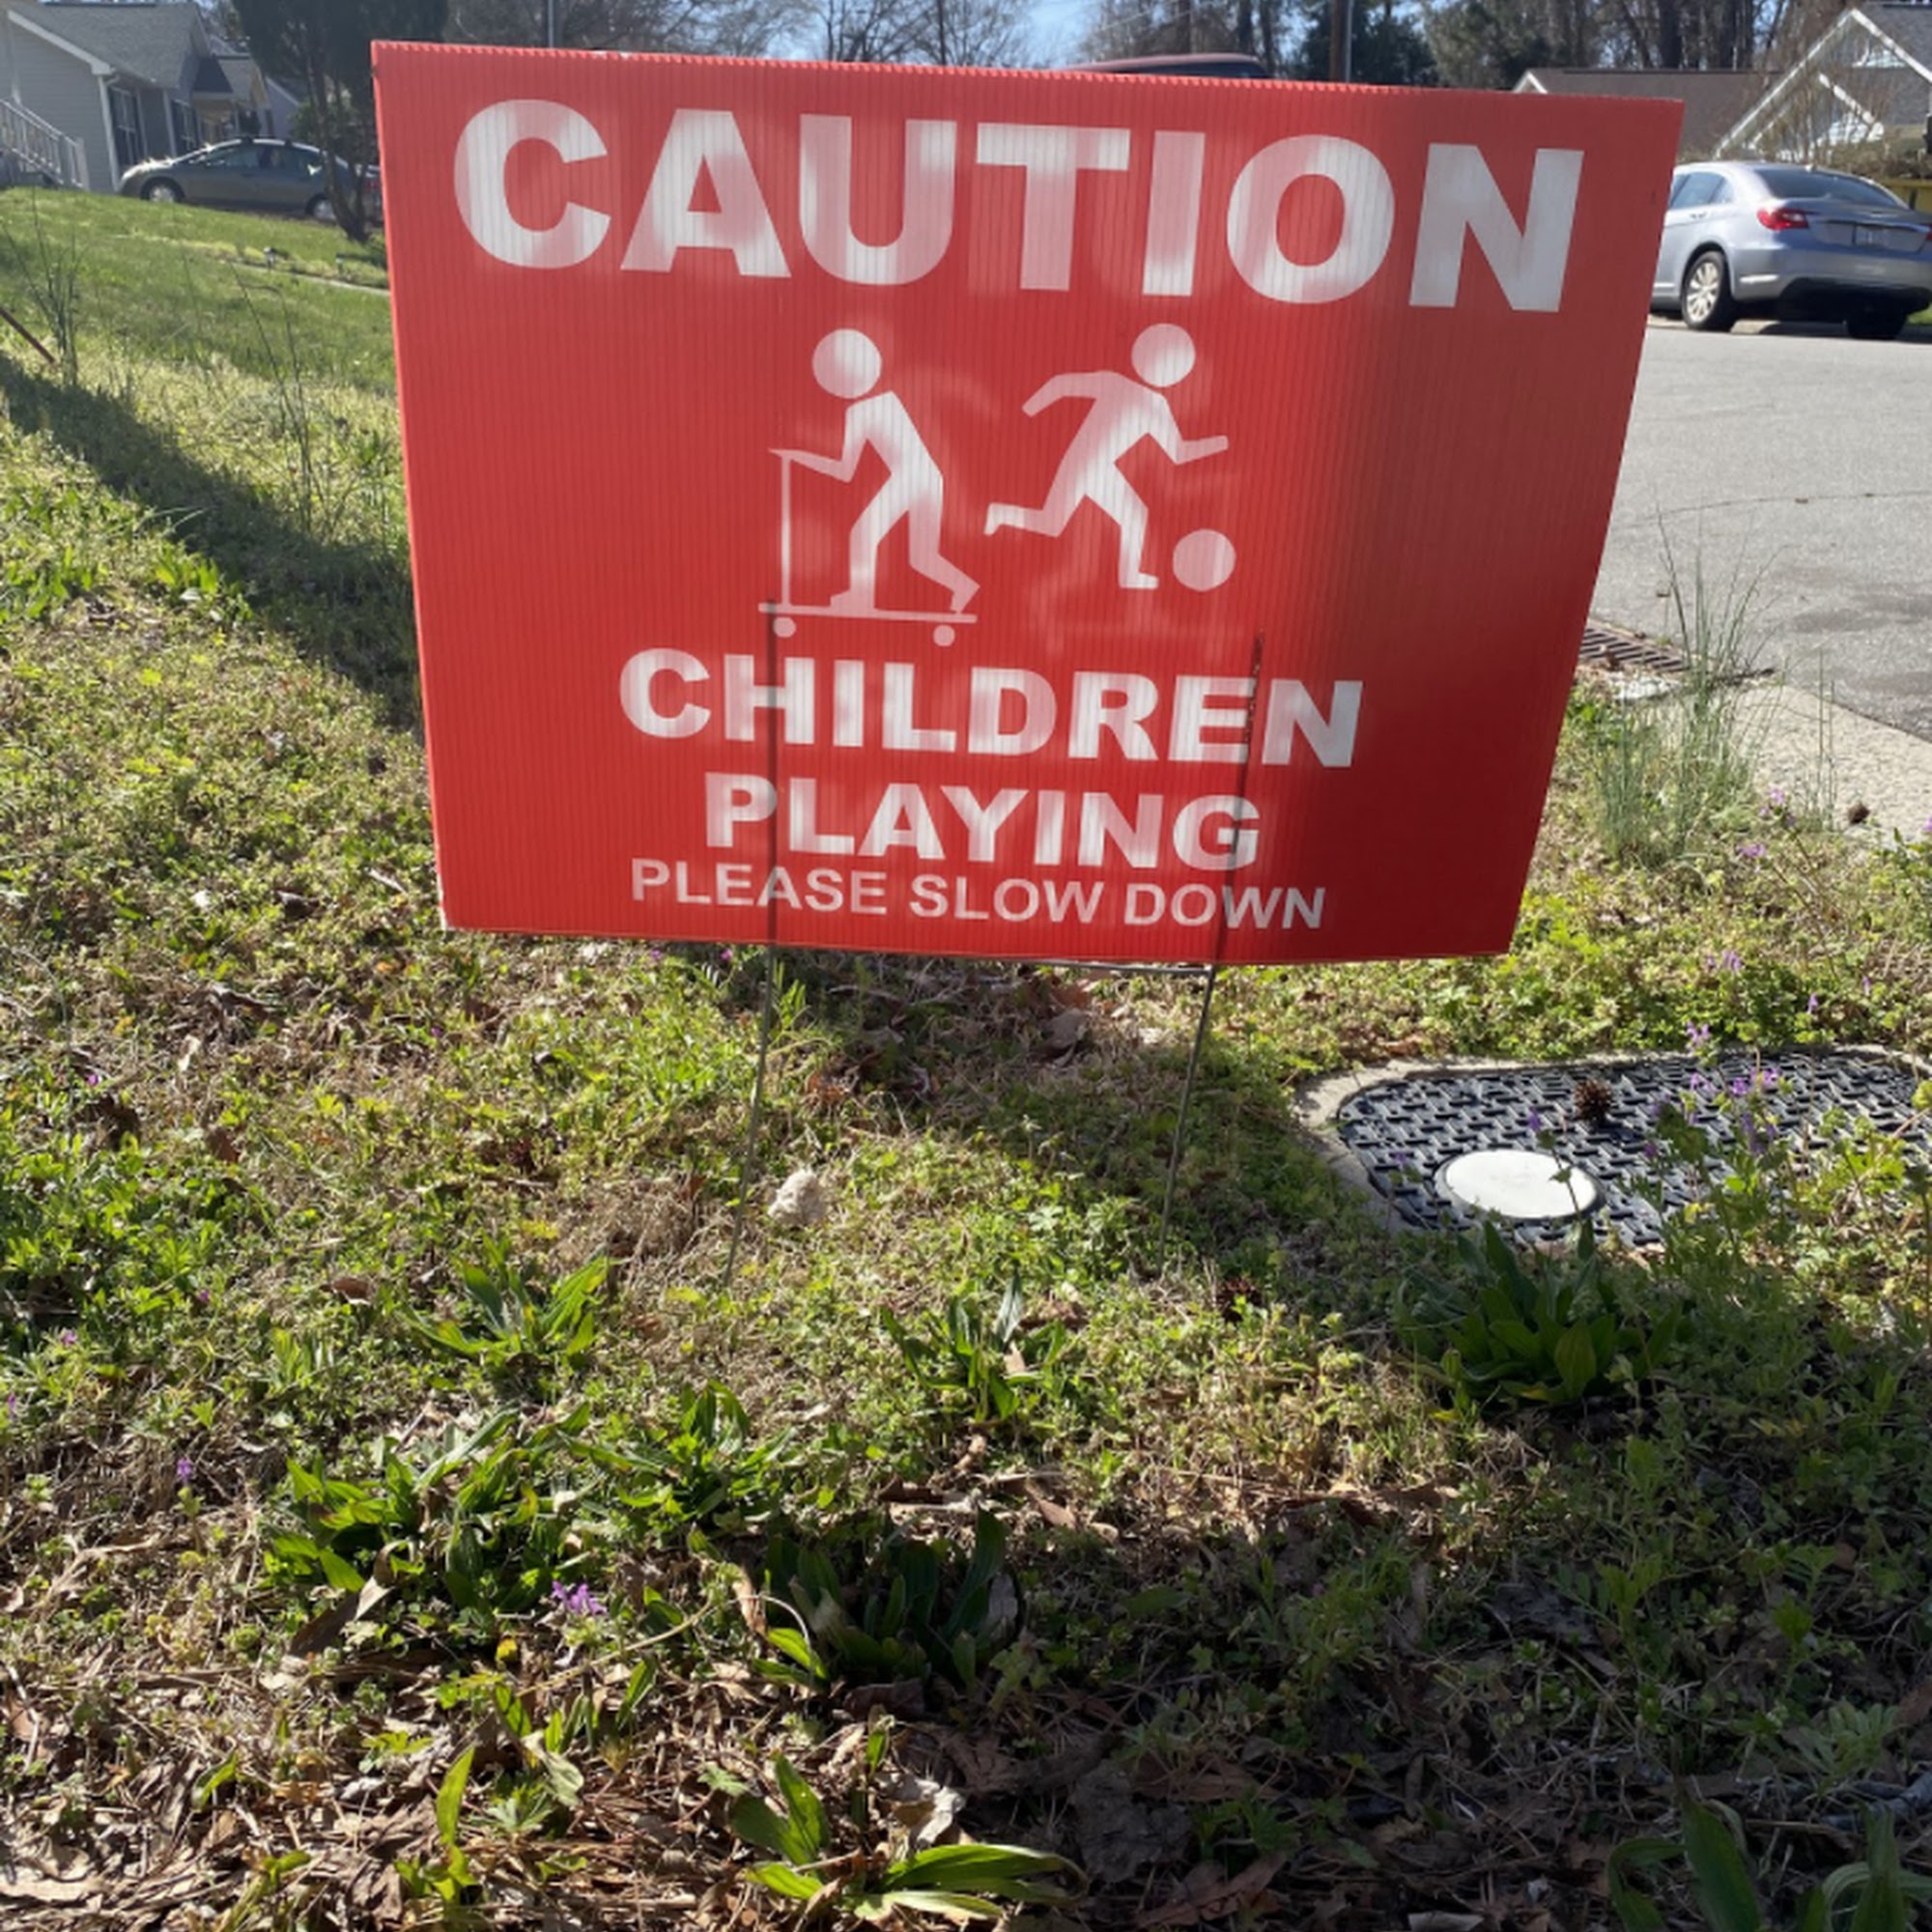 CAUTION
CHILDREN
PLAYING
PLEASE SLOW DOWN